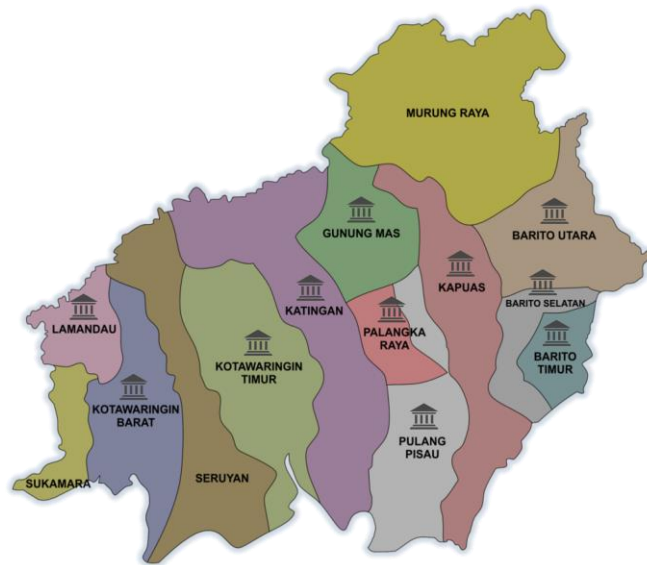 MURUNG RAYA
GUNUNG MAS
BARITO UTARA
KATINGAN
KAPUAS
BARITO SELATAN
LAMANDAU
PALANGKA
RAYA
BARITO
TIMUR
KOTAWARINGIN
TIMUR
KOTAWARINGIN
BARAT
PULANG
PISAU
SUKAMARA
SERUYAN